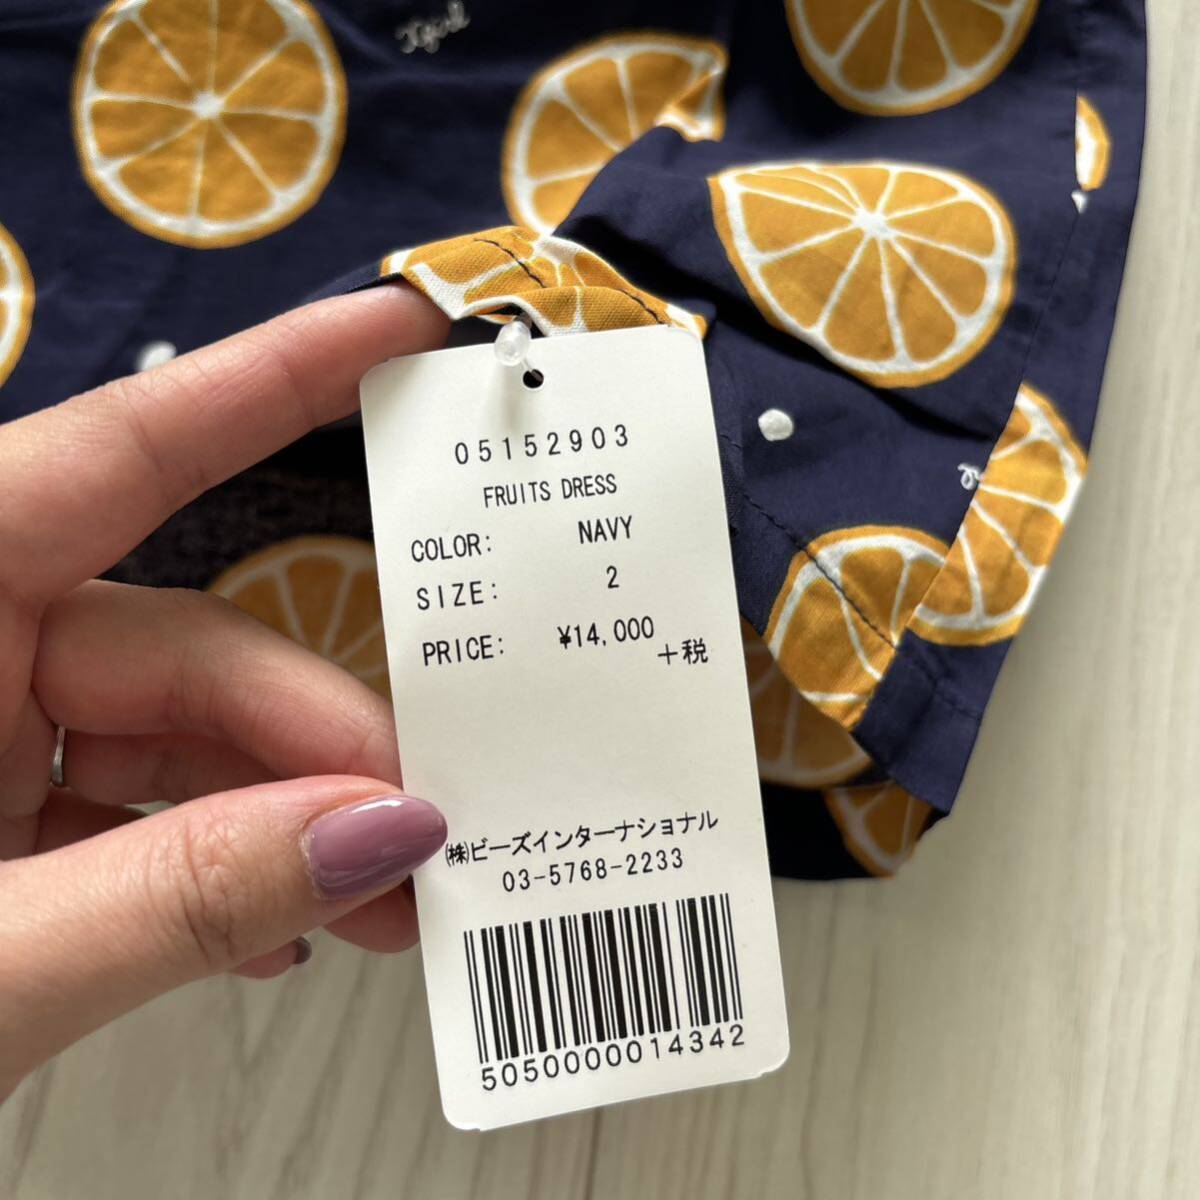 Xgirl
05152903
FRUITS DRESS
COLOR: NAVY
SIZE: 2
PRICE: ¥14,000
+税
㈱ビーズインターナショナル
03-5768-2233
5050000014342